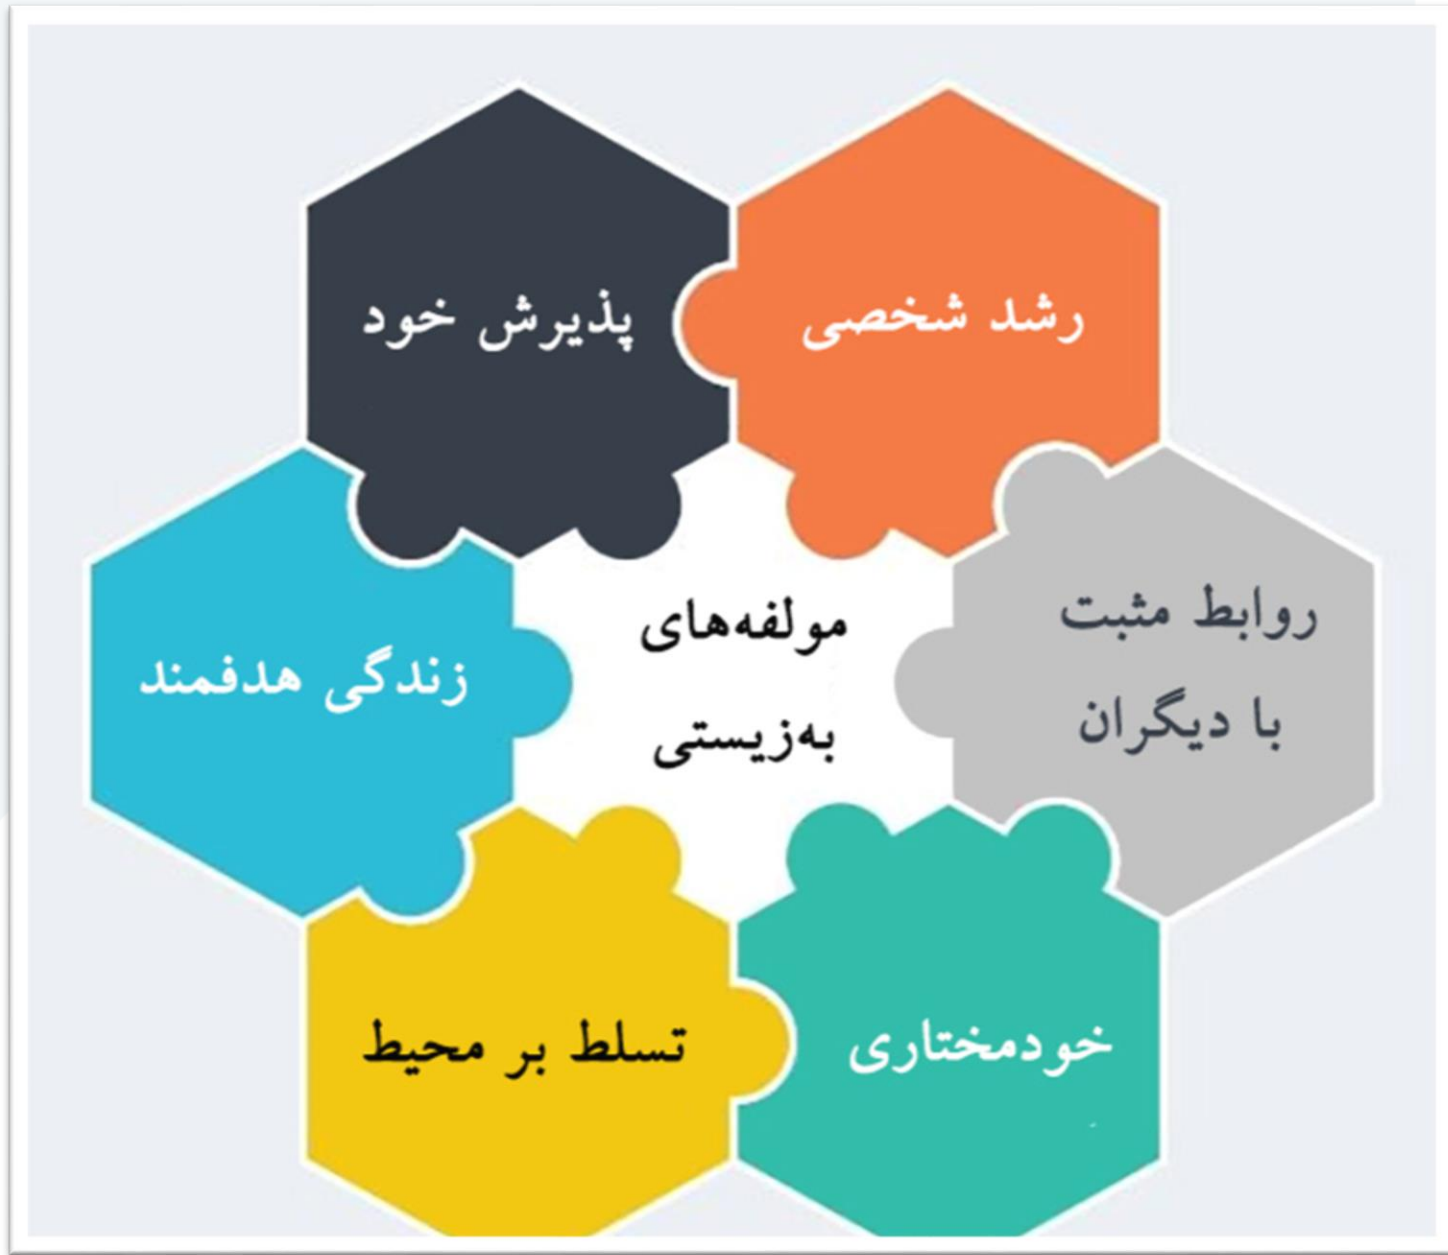 رشد شخصی
پذیرش خود
روابط مثبت
با دیگران
مولفه‌های
به‌زیستی
زندگی هدفمند
خودمختاری
تسلط بر محیط